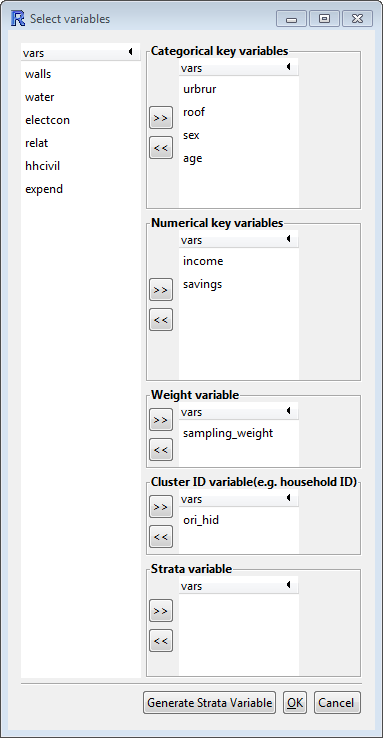 Select variables
vars
walls
water
electcon
relat
hhcivil
expend
Categorical key variables
vars
urbrur
roof
sex
age
>>
<<
Numerical key variables
vars
income
savings
>>
<<
Weight variable
vars
sampling_weight
>>
<<
Cluster ID variable(e.g. household ID)
vars
ori_hid
>>
<<
Strata variable
vars
>>
<<
Generate Strata Variable OK Cancel